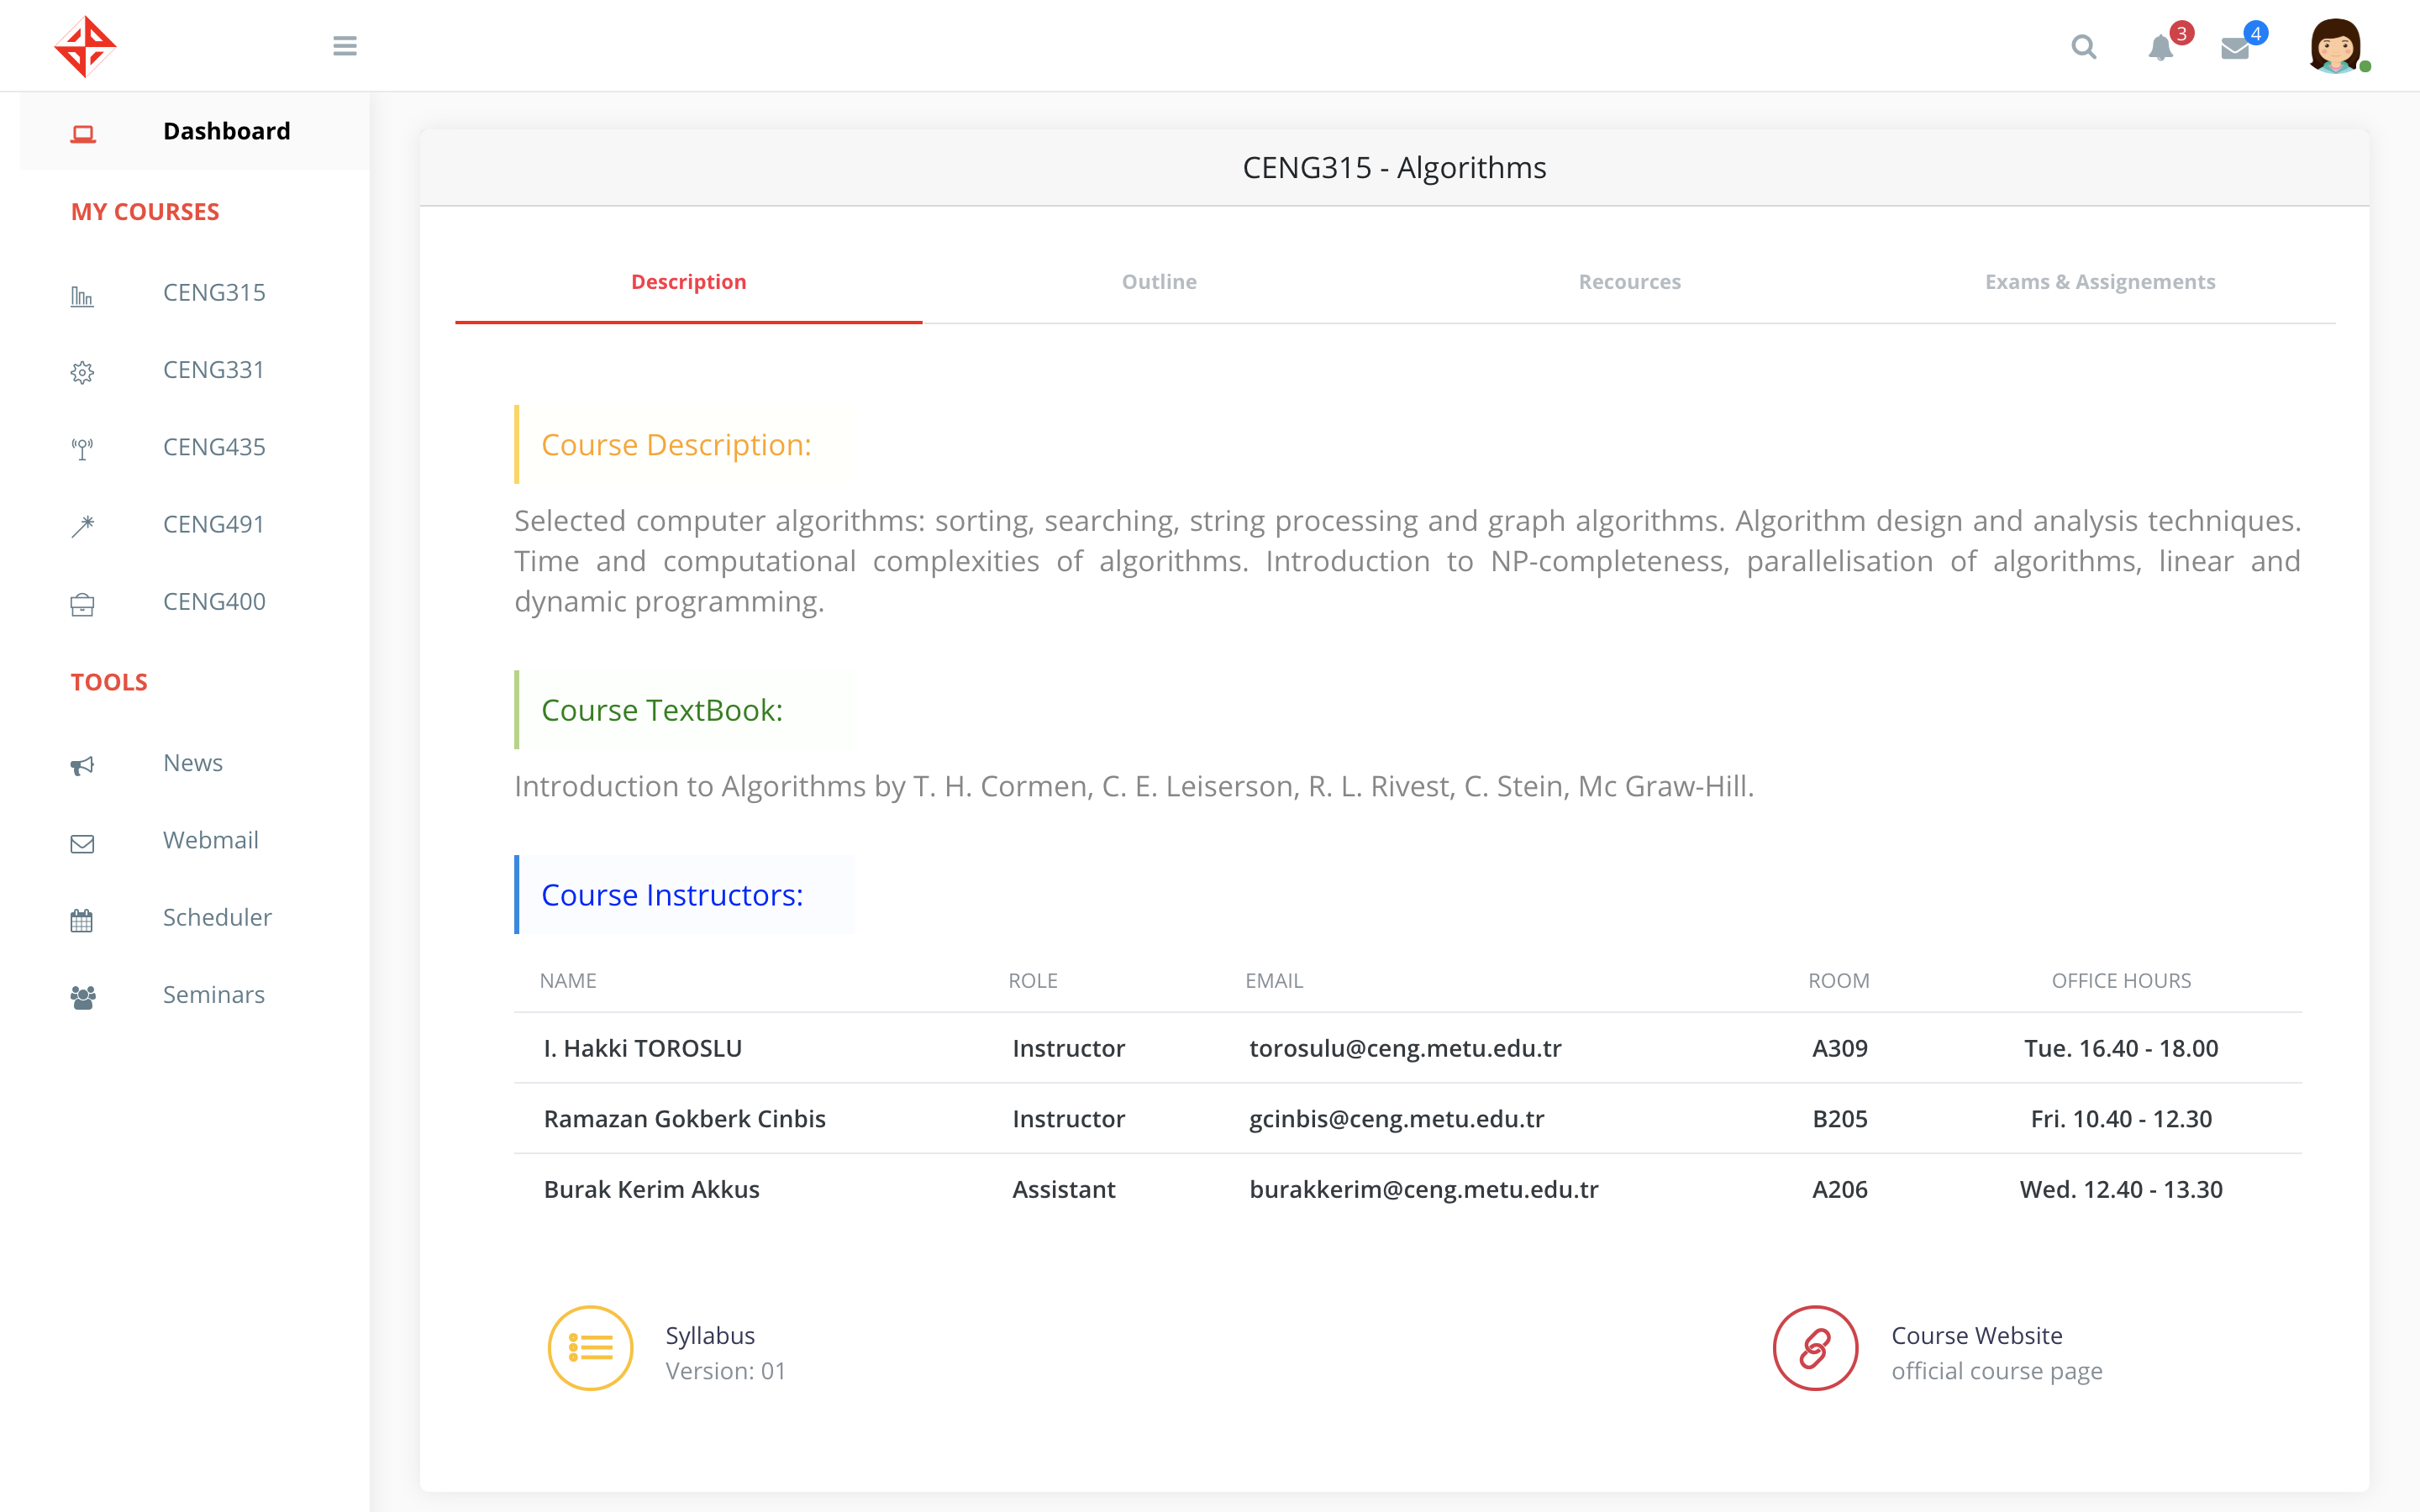 3
4
Dashboard
MY COURSES
CENG315
CENG331
CENG435
CENG491
CENG400
TOOLS
News
Webmail
Scheduler
Seminars
CENG315 - Algorithms
Description Outline Recources Exams & Assignements
Course Description:
Selected computer algorithms: sorting, searching, string processing and graph algorithms. Algorithm design and analysis techniques.
Time and computational complexities of algorithms. Introduction to NP-completeness, parallelisation of algorithms, linear and
dynamic programming.
Course TextBook:
Introduction to Algorithms by T. H. Cormen, C. E. Leiserson, R. L. Rivest, C. Stein, Mc Graw-Hill.
Course Instructors:
NAME ROLE EMAIL ROOM OFFICE HOURS
I. Hakki TOROSLU Instructor torosulu@ceng.metu.edu.tr A309 Tue. 16.40 - 18.00
Ramazan Gokberk Cinbis Instructor gcinbis@ceng.metu.edu.tr B205 Fri. 10.40 - 12.30
Burak Kerim Akkus Assistant burakkerim@ceng.metu.edu.tr A206 Wed. 12.40 - 13.30
Syllabus
Version: 01
Course Website
official course page